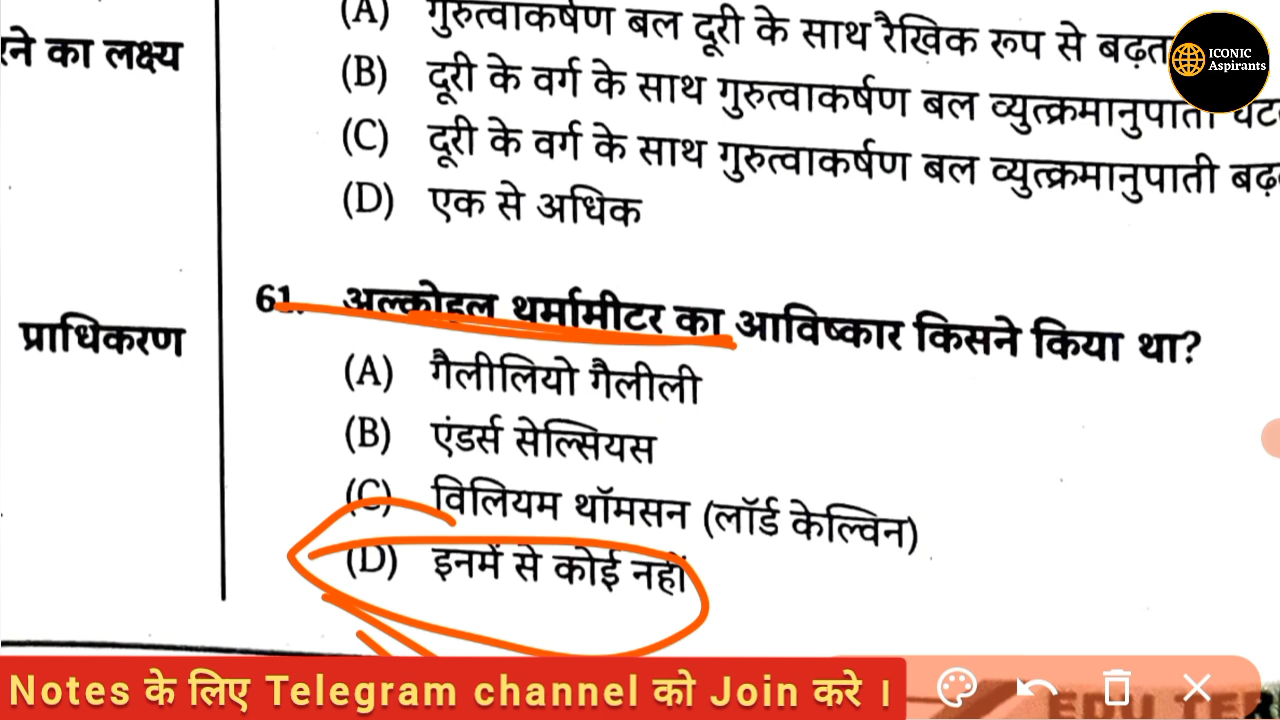 रने का लक्ष्य
प्राधिकरण
(A) गुरुत्वाकर्षण बल दूरी के साथ रैखिक रूप से बढ़ता
(B) दूरी के वर्ग के साथ गुरुत्वाकर्षण बल व्युत्क्रमानुपाती
(C) दूरी के वर्ग के साथ गुरुत्वाकर्षण बल व्युत्क्रमानुपाती
(D) एक से अधिक
61. अल्कोहल थर्मामीटर का आविष्कार किसने किया था?
(A) गैलीलियो गैलीली
(B) एंडर्स सेल्सियस
(C) विलियम थॉमसन (लॉर्ड केल्विन)
(D) इनमें से कोई नहीं
ICONIC
Aspirants
Notes के लिए Telegram channel को Join करे ।